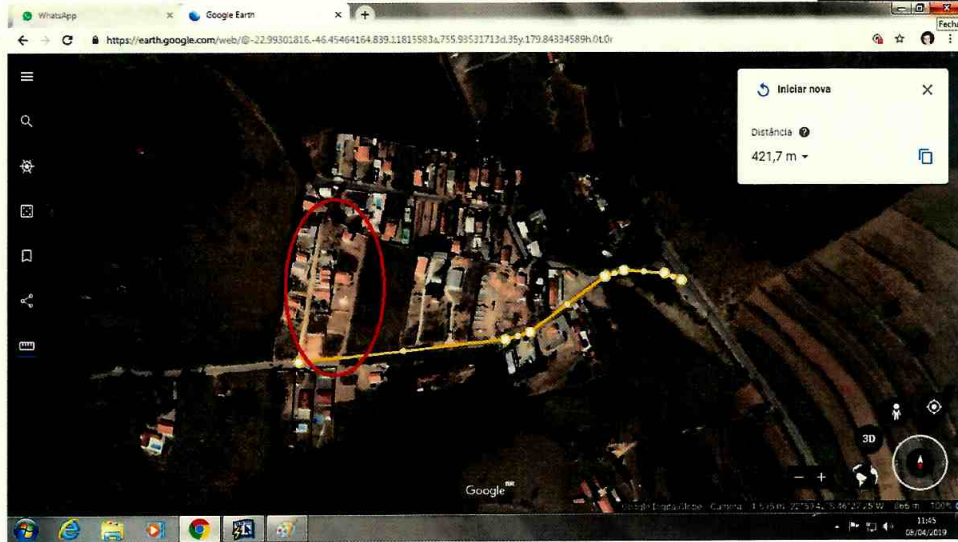 WhatsApp
Google Earth
Fecha
https://earth.google.com/web/@-22.99301816,-46.45464164,839.11815583a,755.93531713d,35y,179.84334589h,0t,0r
Iniciar nova
Distância
421,7 m
3D
Google
11:45
08/04/2019